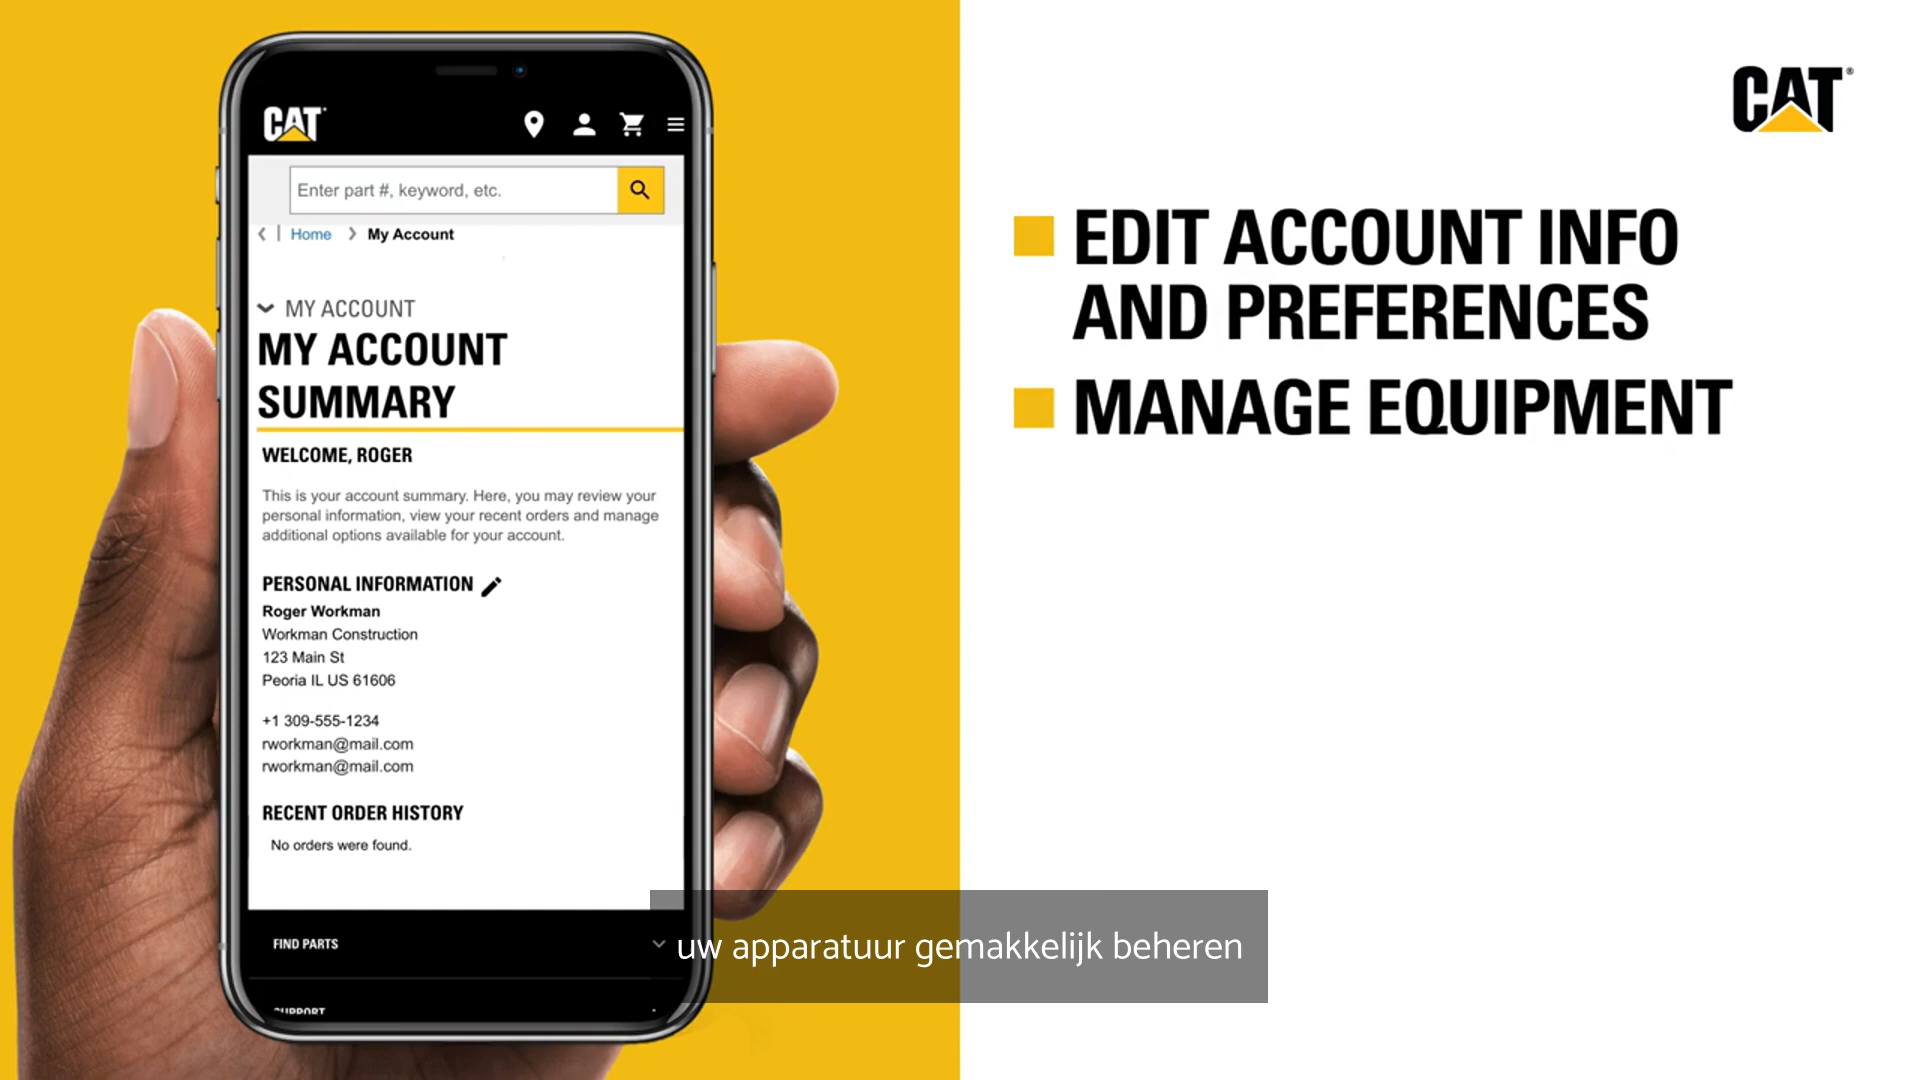 CAT
Enter part #, keyword, etc.
Home
My Account
MY ACCOUNT
MY ACCOUNT
SUMMARY
WELCOME, ROGER
This is your account summary. Here, you may review your
personal information, view your recent orders and manage
additional options available for your account.
PERSONAL INFORMATION
Roger Workman
Workman Construction
123 Main St
Peoria IL US 61606
+1 309-555-1234
rworkman@mail.com
rworkman@mail.com
RECENT ORDER HISTORY
No orders were found.
FIND PARTS
SUPPORT
CAT®
EDIT ACCOUNT INFO
AND PREFERENCES
MANAGE EQUIPMENT
uw apparatuur gemakkelijk beheren